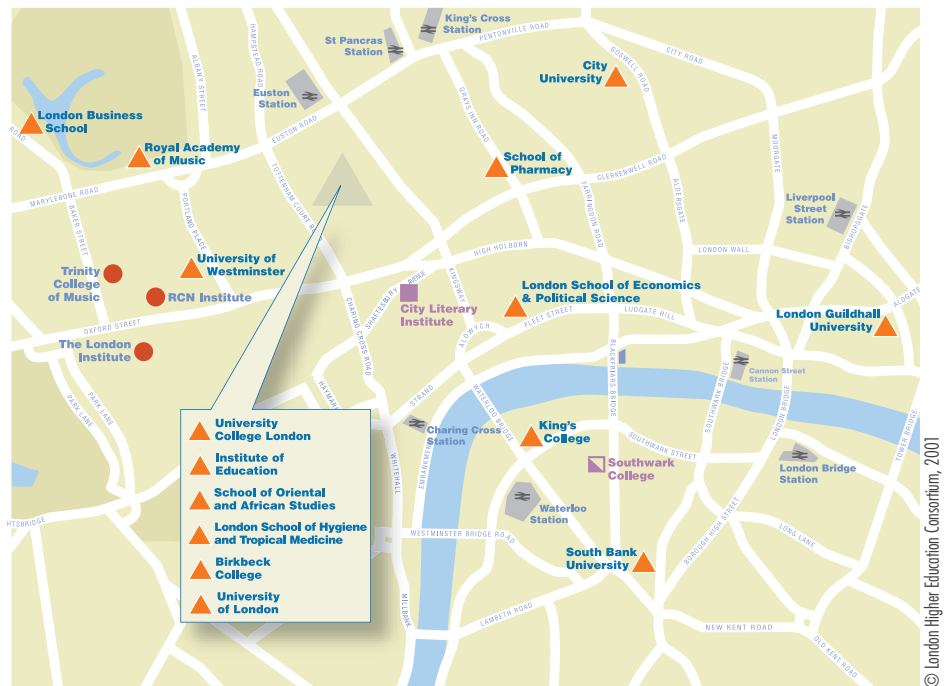 King's Cross
Station
St Pancras
Station
PENTONVILLE ROAD
HAMPSTEAD ROAD
ALBANY STREET
GOSWELL ROAD
CITY ROAD
City
University
Euston
Station
EUSTON ROAD
GRAYS INN ROAD
London Business
School
ROAD
Royal Academy
of Music
School of
Pharmacy
CLERKENWELL ROAD
MOORGATE
MARYLEBONE ROAD
BAKER STREET
PORTLAND PLACE
TOTTENHAM COURT R
FARRINGDON ROAD
ALDERSGATE
Liverpool
Street
Station
BISHOPSGATE
HIGH HOLBORN
LONDON WALL
Trinity
College
of Music
University of
Westminster
RCN Institute
KINGSWAY
SHAFTESBURY AVENUE
CHARING CROSS ROAD
City Literary
Institute
London School of Economics
& Political Science
ALDGATE
OXFORD STREET
ALDWYCH
FLEET STREET
LUDGATE HILL
London Guildhall
University
The London
Institute
BLACKFRIARS BRIDGE
SOUTHWARK BRIDGE
Cannon Street
Station
LONDON BRIDGE
TOWER BRIDGE
PARK LANE
PARK LANE
HAYMARK
STRAND
WATERLOO BRIDGE
University
College London
Institute of
Education
School of Oriental
and African Studies
London School of Hygiene
and Tropical Medicine
Birkbeck
College
University
of London
Charing Cross
Station
King's
College
SOUTHWARK STREET
Southwark
College
London Bridge
Station
WHITEHALL
EMBANKMENT
Waterloo
Station
HTSBRIDGE
WESTMINSTER BRIDGE ROAD
BOROUGH HIGH STREET
LONG LANE
South Bank
University
MILLBANK
LAMBETH ROAD
NEW KENT ROAD
OLD KENT ROAD
© London Higher Education Consortium, 2001